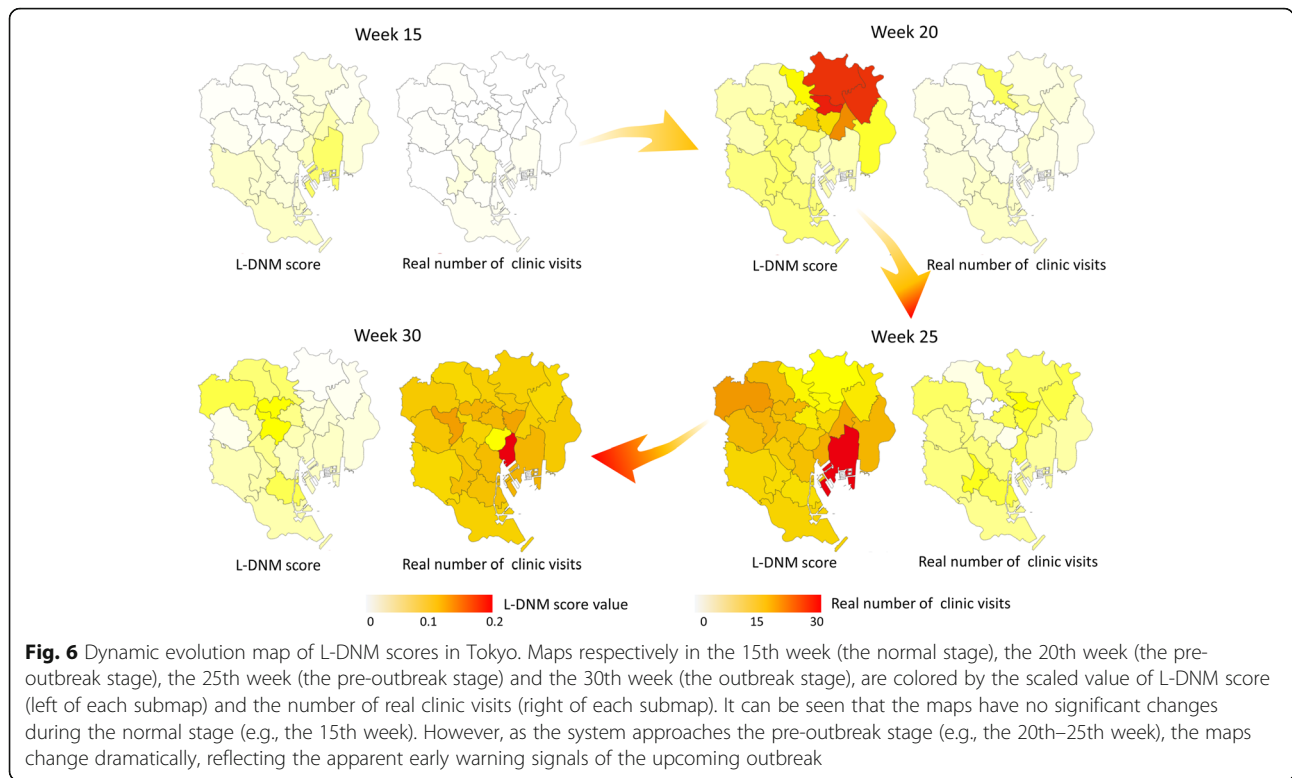 Week 15
Week 20
L-DNM score
Real number of clinic visits
L-DNM score
Real number of clinic visits
Week 30
Week 25
L-DNM score
Real number of clinic visits
L-DNM score
Real number of clinic visits
L-DNM score value
0 0.1 0.2
Real number of clinic visits
0 15 30
Fig. 6 Dynamic evolution map of L-DNM scores in Tokyo. Maps respectively in the 15th week (the normal stage), the 20th week (the pre-
outbreak stage), the 25th week (the pre-outbreak stage) and the 30th week (the outbreak stage), are colored by the scaled value of L-DNM score
(left of each submap) and the number of real clinic visits (right of each submap). It can be seen that the maps have no significant changes
during the normal stage (e.g., the 15th week). However, as the system approaches the pre-outbreak stage (e.g., the 20th–25th week), the maps
change dramatically, reflecting the apparent early warning signals of the upcoming outbreak